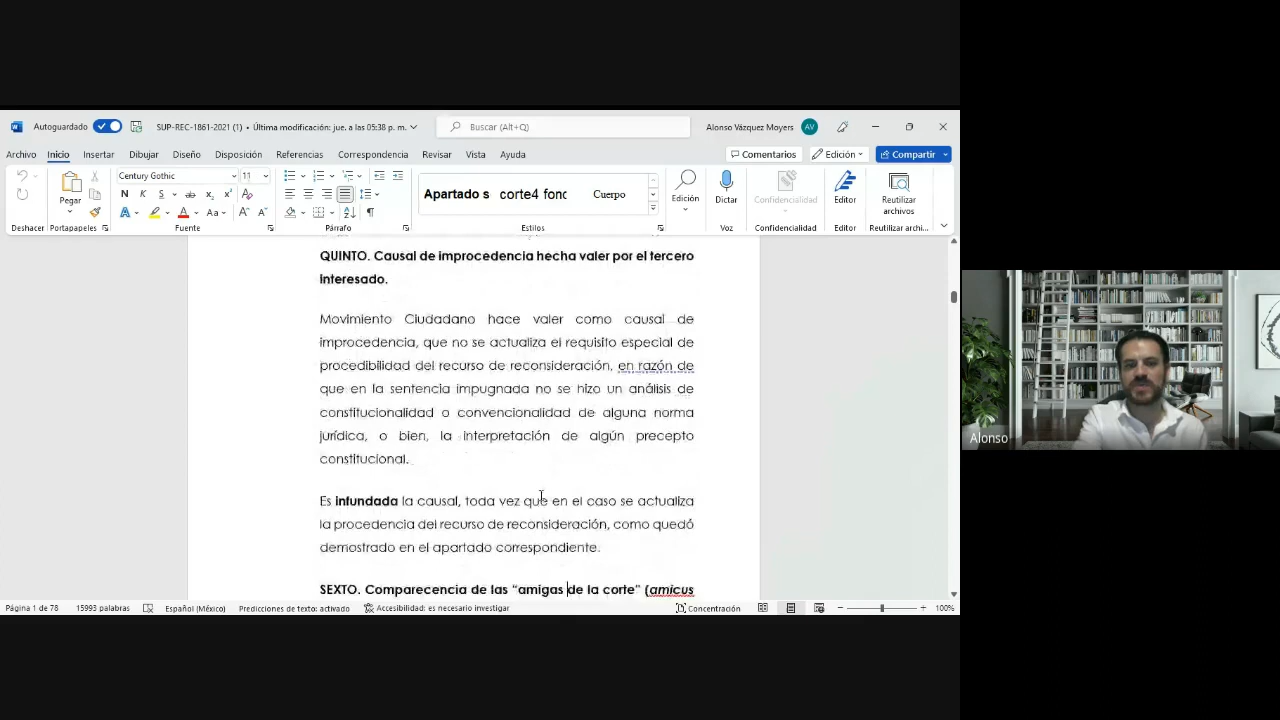 Autoguardado
SUP-REC-1861-2021 (1) • Última modificación: jue. a las 05:38 p. m.
Buscar (Alt+Q)
Alonso Vázquez Moyers
AV
Archivo Inicio Insertar Dibujar Diseño Disposición Referencias Correspondencia Revisar Vista Ayuda
Comentarios Edición Compartir
Pegar
Century Gothic 11
N K S ab x₂ x²
A A Aa A A
Apartado s corte4 fonc Cuerpo
Edición
Dictar
Confidencialidad
Editor
Reutilizar
archivos
Deshacer Portapapeles Fuente Párrafo Estilos Voz Confidencialidad Editor Reutilizar archi...
QUINTO. Causal de improcedencia hecha valer por el tercero
interesado.
Movimiento Ciudadano hace valer como causal de
improcedencia, que no se actualiza el requisito especial de
procedibilidad del recurso de reconsideración, en razón de
que en la sentencia impugnada no se hizo un análisis de
constitucionalidad o convencionalidad de alguna norma
jurídica, o bien, la interpretación de algún precepto
constitucional.
Es infundada la causal, toda vez que en el caso se actualiza
la procedencia del recurso de reconsideración, como quedó
demostrado en el apartado correspondiente.
SEXTO. Comparecencia de las “amigas de la corte” (amicus
Página 1 de 78 15993 palabras Español (México) Predicciones de texto: activado Accesibilidad: es necesario investigar Concentración 100%
Alonso